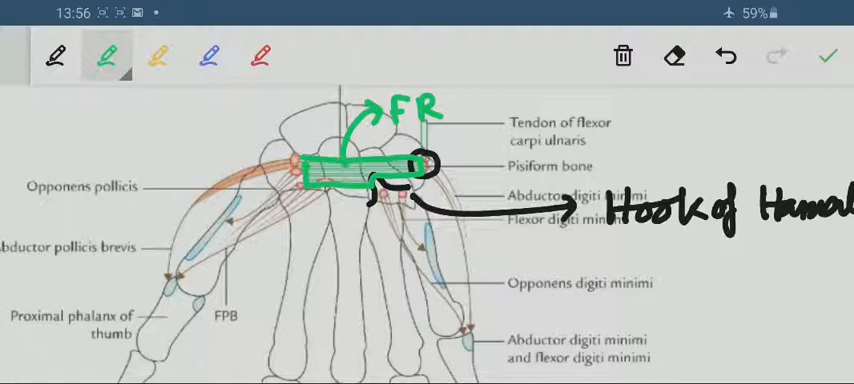 13:56
59%
FR
Tendon of flexor
carpi ulnaris
Pisiform bone
Opponens pollicis
Abductor digiti minimi
Hook of
Flexor digiti minimi
bductor pollicis brevis
Opponens digiti minimi
Proximal phalanx of
thumb
FPB
Abductor digiti minimi
and flexor digiti minimi